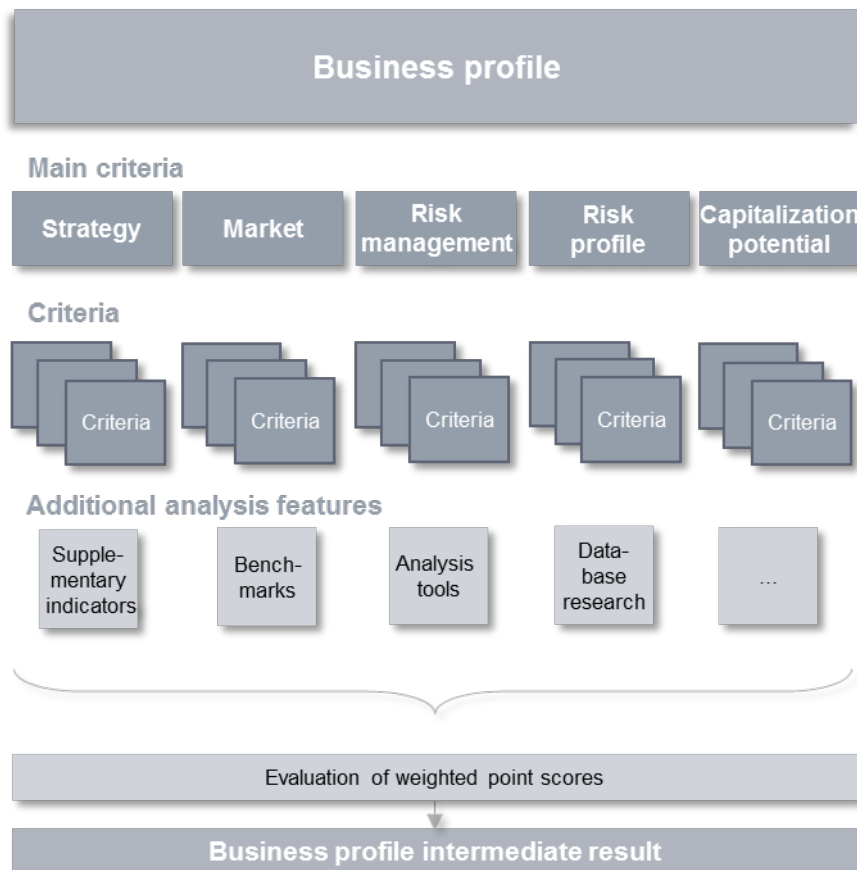 Business profile
Main criteria
Strategy
Market
Risk
management
Risk
profile
Capitalization
potential
Criteria
Criteria
Criteria
Criteria
Criteria
Criteria
Additional analysis features
Supple-
mentary
indicators
Bench-
marks
Analysis
tools
Data-
base
research
...
Evaluation of weighted point scores
Business profile intermediate result